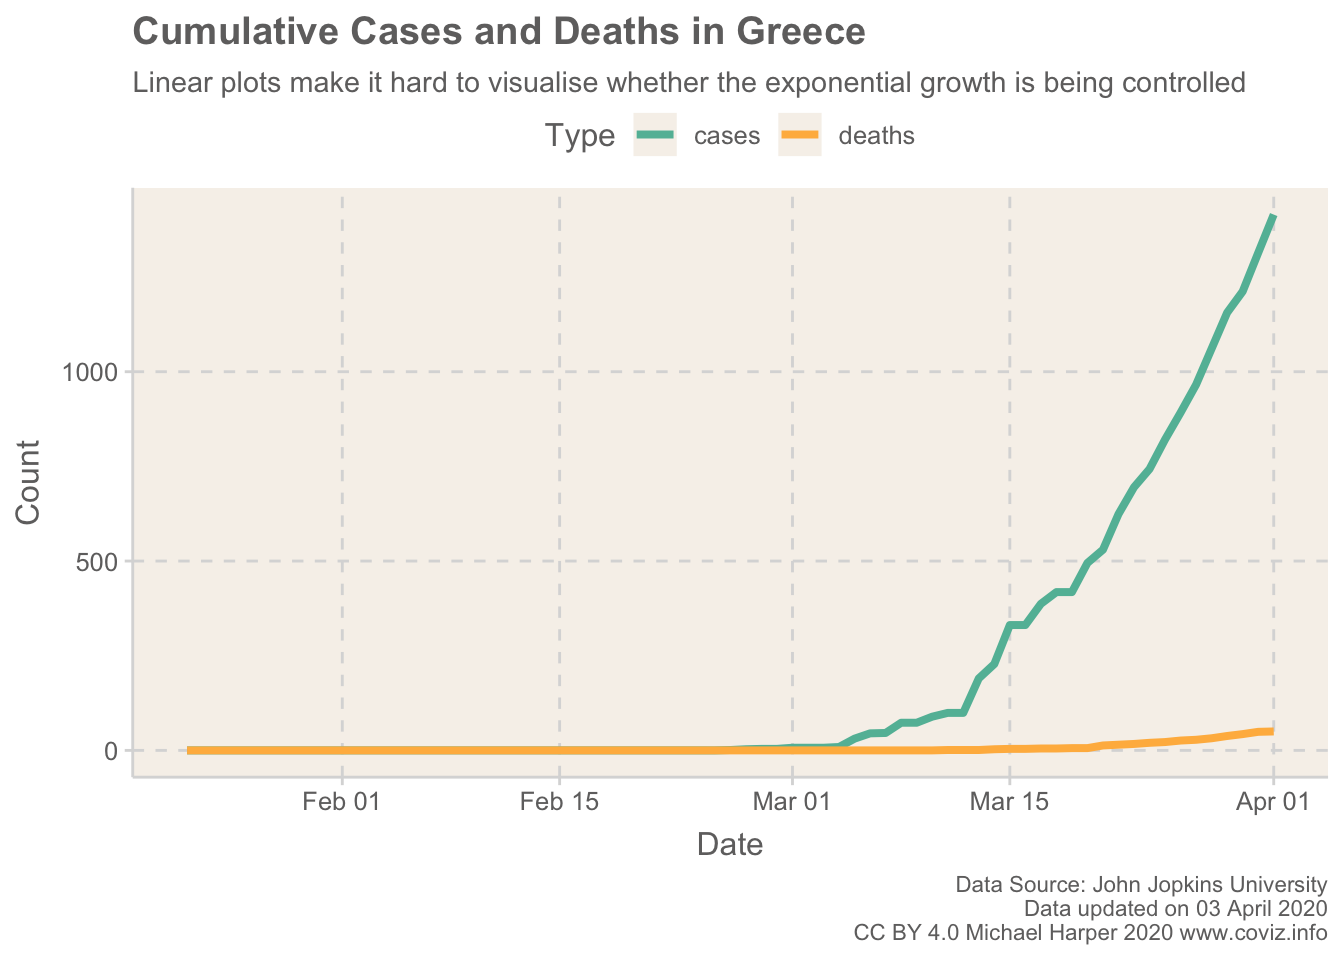 Cumulative Cases and Deaths in Greece
Linear plots make it hard to visualise whether the exponential growth is being controlled
Type cases deaths
1000
500
0
Count
Feb 01 Feb 15 Mar 01 Mar 15 Apr 01
Date
Data Source: John Jopkins University
Data updated on 03 April 2020
CC BY 4.0 Michael Harper 2020 www.coviz.info